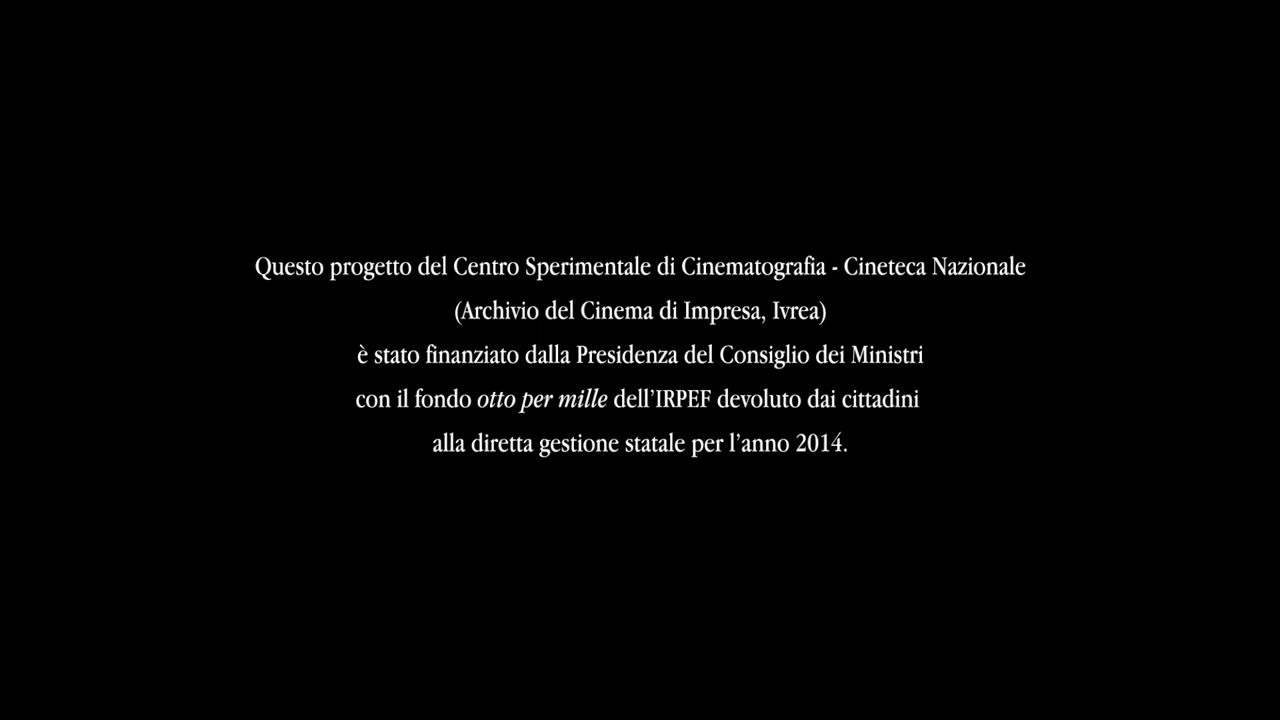 Questo progetto del Centro Sperimentale di Cinematografia - Cineteca Nazionale
(Archivio del Cinema di Impresa, Ivrea)
è stato finanziato dalla Presidenza del Consiglio dei Ministri
con il fondo otto per mille dell'IRPEF devoluto dai cittadini
alla diretta gestione statale per l'anno 2014.